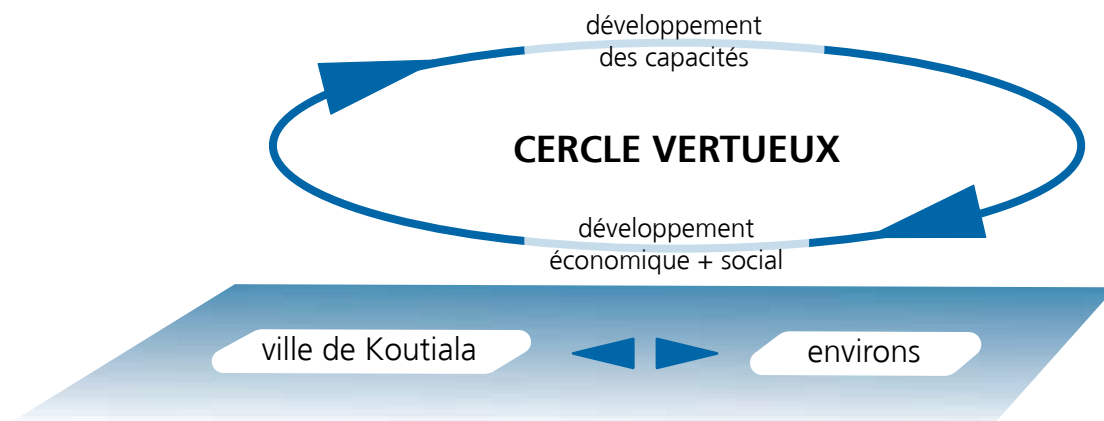 développement
des capacités
CERCLE VERTUEUX
développement
économique + social
ville de Koutiala
environs